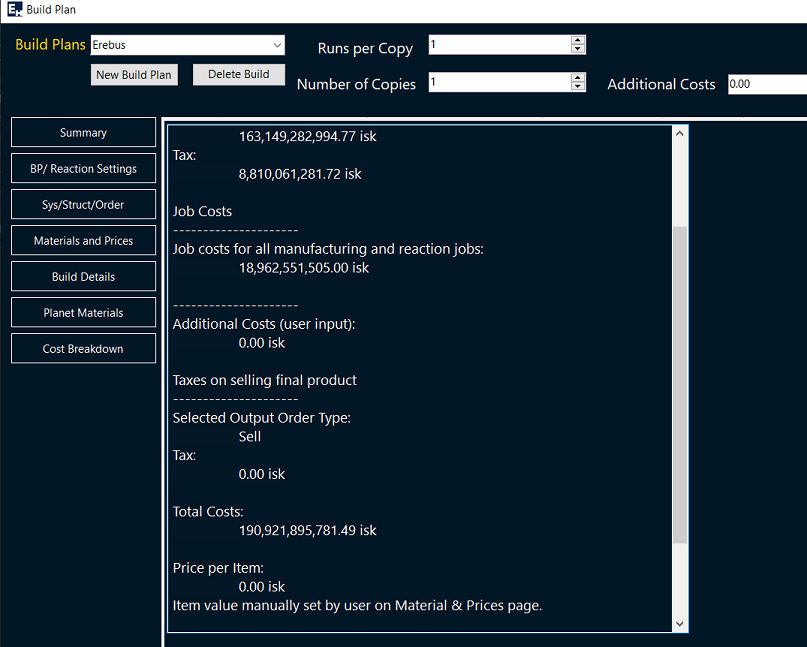 EH Build Plan
Build Plans Erebus Runs per Copy 1
New Build Plan Delete Build Number of Copies 1 Additional Costs 0.00
Summary
BP/ Reaction Settings
Sys/Struct/Order
Materials and Prices
Build Details
Planet Materials
Cost Breakdown
163,149,282,994.77 isk
Tax:
8,810,061,281.72 isk
Job Costs
---------------------
Job costs for all manufacturing and reaction jobs:
18,962,551,505.00 isk
---------------------
Additional Costs (user input):
0.00 isk
Taxes on selling final product
---------------------
Selected Output Order Type:
Sell
Tax:
0.00 isk
Total Costs:
190,921,895,781.49 isk
Price per Item:
0.00 isk
Item value manually set by user on Material & Prices page.